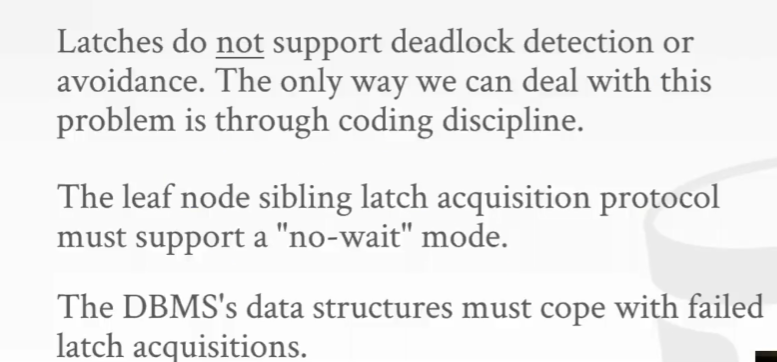 Latches do not support deadlock detection or
avoidance. The only way we can deal with this
problem is through coding discipline.
The leaf node sibling latch acquisition protocol
must support a "no-wait" mode.
The DBMS's data structures must cope with failed
latch acquisitions.